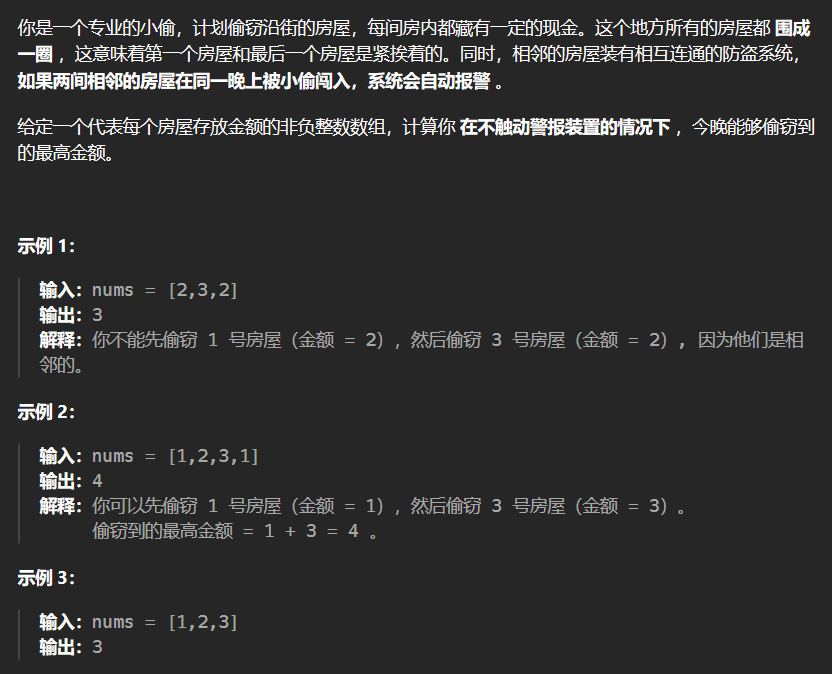 你是一个专业的小偷，计划偷窃沿街的房屋，每间房内都藏有一定的现金。这个地方所有的房屋都 围成
一圈 ，这意味着第一个房屋和最后一个房屋是紧挨着的。同时，相邻的房屋装有相互连通的防盗系统，
如果两间相邻的房屋在同一晚上被小偷闯入，系统会自动报警 。
给定一个代表每个房屋存放金额的非负整数数组，计算你 在不触动警报装置的情况下 ，今晚能够偷窃到
的最高金额。
示例 1：
输入：nums = [2,3,2]
输出：3
解释：你不能先偷窃 1 号房屋（金额 = 2），然后偷窃 3 号房屋（金额 = 2），因为他们是相
邻的。
示例 2：
输入：nums = [1,2,3,1]
输出：4
解释：你可以先偷窃 1 号房屋（金额 = 1），然后偷窃 3 号房屋（金额 = 3）。
偷窃到的最高金额 = 1 + 3 = 4 。
示例 3：
输入：nums = [1,2,3]
输出：3